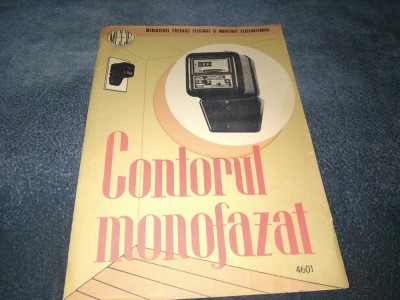 MINISTERUL ENERGIEI ELECTRICE ȘI INDUSTRIEI ELECTROTEHNICE
Contorul
monofazat
4601